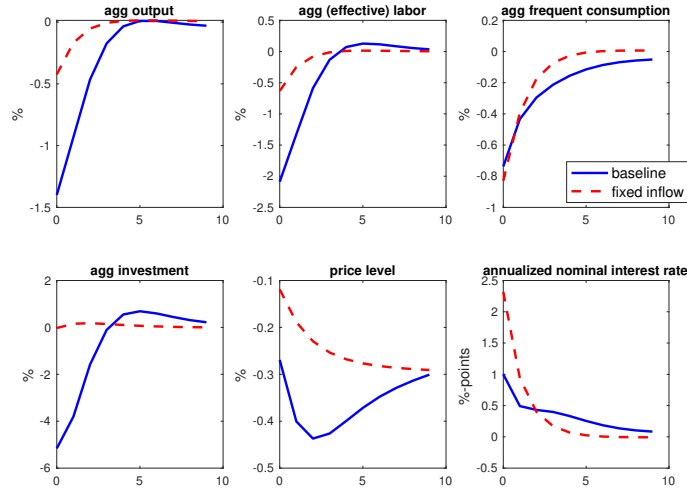 agg output
0
-0.5
-1
-1.5
%
0 5 10
agg (effective) labor
0.5
0
-0.5
-1
-1.5
-2
-2.5
%
0 5 10
agg frequent consumption
0.2
0
-0.2
-0.4
-0.6
-0.8
-1
%
0 5 10
baseline
fixed inflow
agg investment
2
0
-2
-4
-6
%
0 5 10
price level
-0.1
-0.2
-0.3
-0.4
-0.5
%
0 5 10
annualized nominal interest rate
2.5
2
1.5
1
0.5
0
-0.5
%-points
0 5 10